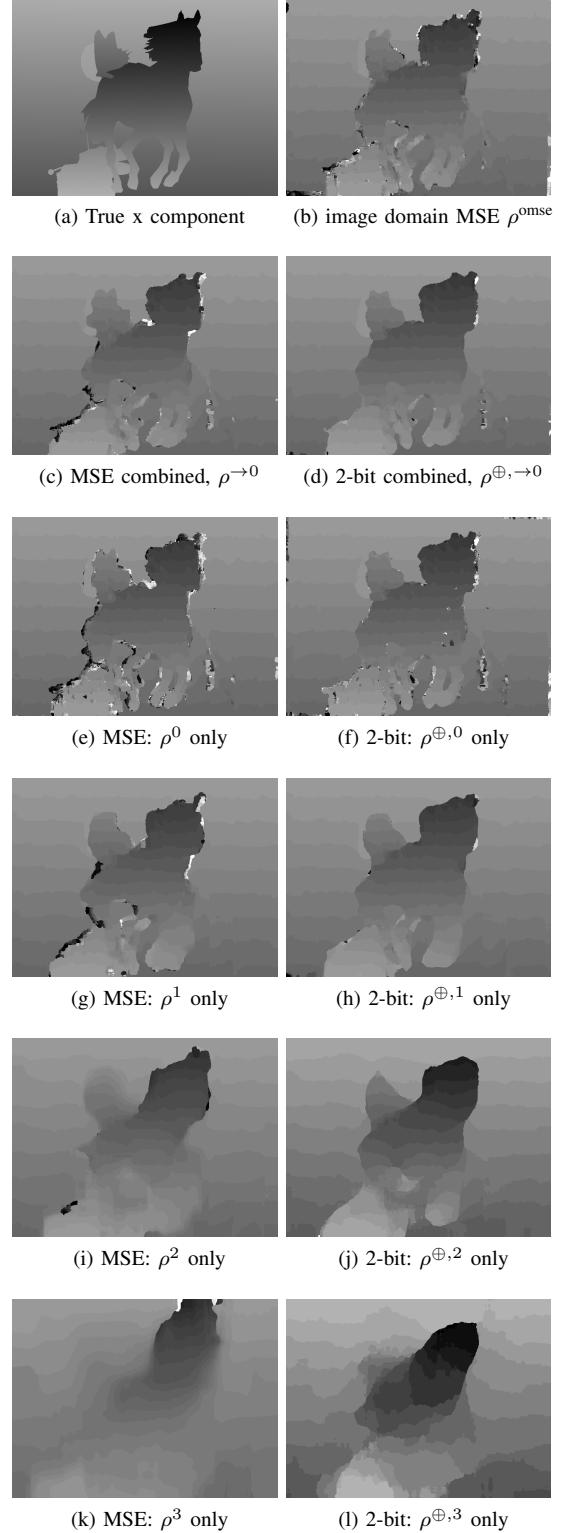 (a) True x component
(b) image domain MSE ρ^omse
(c) MSE combined, ρ^→0
(d) 2-bit combined, ρ^⊕,→0
(e) MSE: ρ^0 only
(f) 2-bit: ρ^⊕,0 only
(g) MSE: ρ^1 only
(h) 2-bit: ρ^⊕,1 only
(i) MSE: ρ^2 only
(j) 2-bit: ρ^⊕,2 only
(k) MSE: ρ^3 only
(l) 2-bit: ρ^⊕,3 only